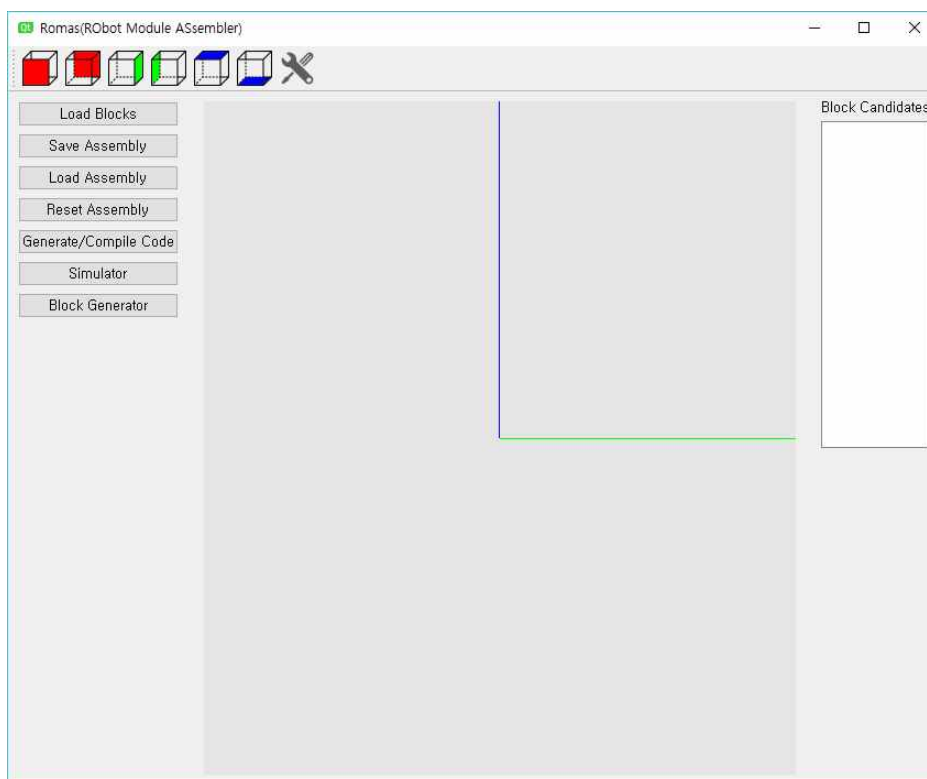 Qt Romas(RObot Module ASsembler)
Load Blocks
Save Assembly
Load Assembly
Reset Assembly
Generate/Compile Code
Simulator
Block Generator
Block Candidates